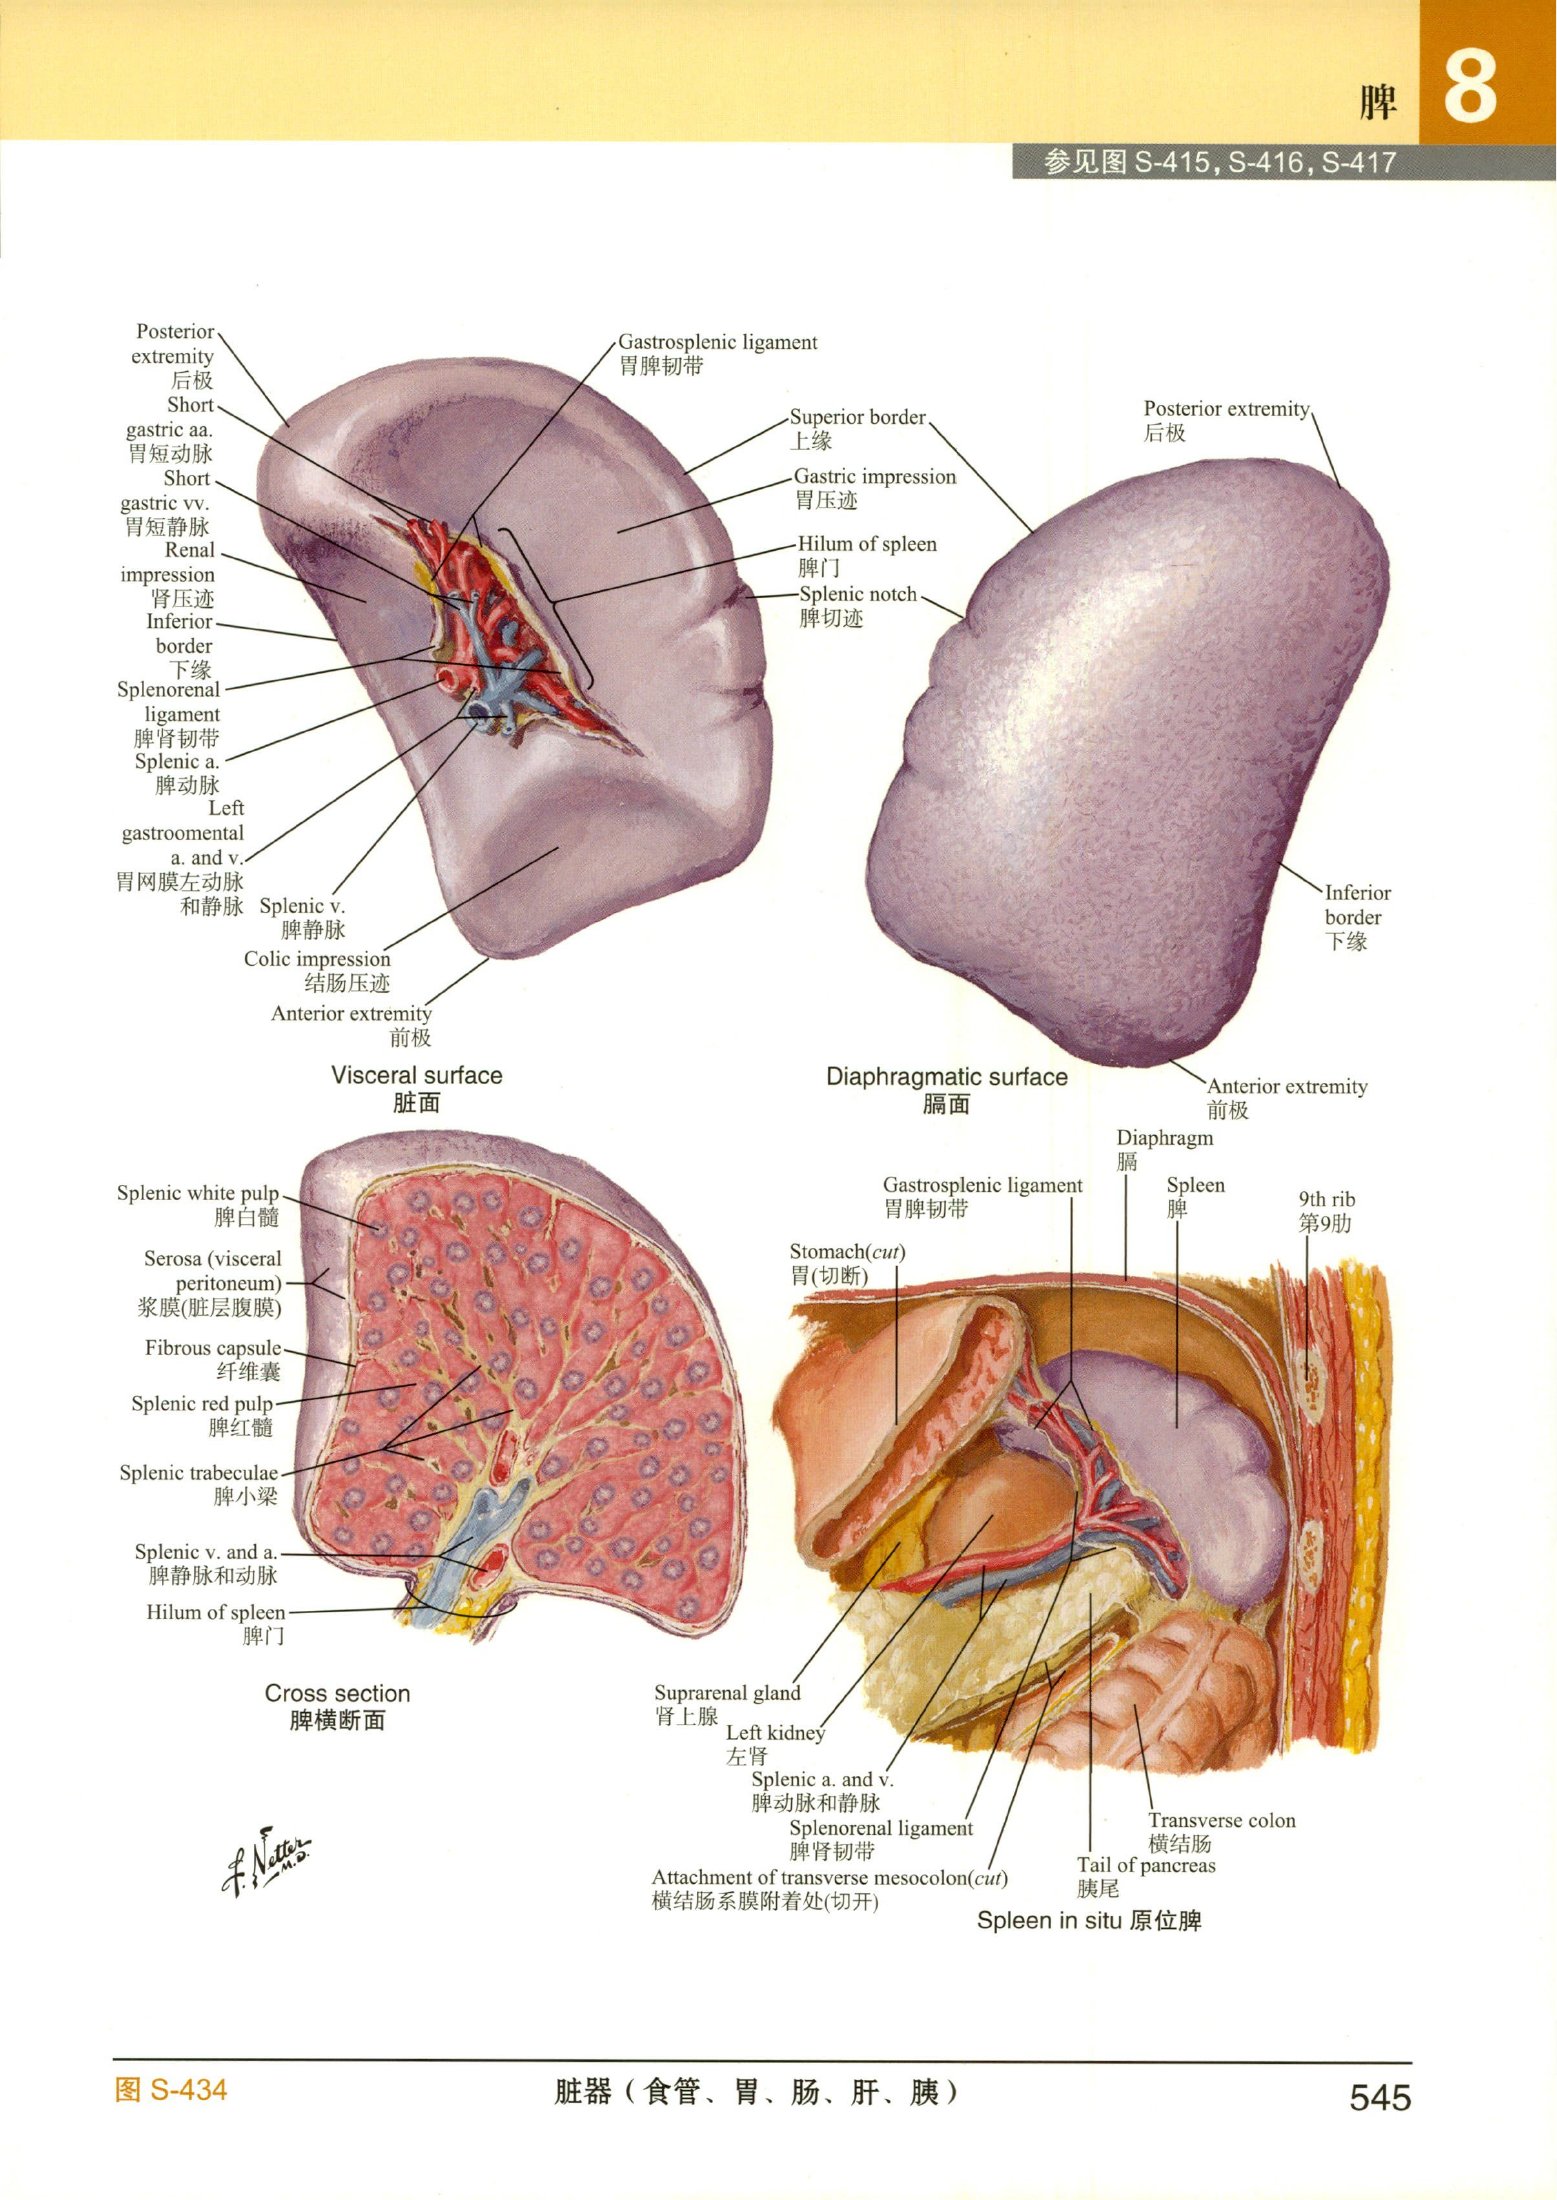 脾
8
参见图 S-415, S-416, S-417
Posterior
extremity
后极
Short
gastric aa.
胃短动脉
Short
gastric vv.
胃短静脉
Renal
impression
肾压迹
Inferior
border
下缘
Splenorenal
ligament
脾肾韧带
Splenic a.
脾动脉
Left
gastroomental
a. and v.
胃网膜左动脉
和静脉
Splenic v.
脾静脉
Colic impression
结肠压迹
Anterior extremity
前极
Gastrosplenic ligament
胃脾韧带
Superior border
上缘
Gastric impression
胃压迹
Hilum of spleen
脾门
Splenic notch
脾切迹
Visceral surface
脏面
Posterior extremity
后极
Inferior
border
下缘
Anterior extremity
前极
Diaphragmatic surface
膈面
Splenic white pulp
脾白髓
Serosa (visceral
peritoneum)
浆膜(脏层腹膜)
Fibrous capsule
纤维囊
Splenic red pulp
脾红髓
Splenic trabeculae
脾小梁
Splenic v. and a.
脾静脉和动脉
Hilum of spleen
脾门
Cross section
脾横断面
Diaphragm
膈
Gastrosplenic ligament
胃脾韧带
Spleen
脾
9th rib
第9肋
Stomach(cut)
胃(切断)
Suprarenal gland
肾上腺
Left kidney
左肾
Splenic a. and v.
脾动脉和静脉
Splenorenal ligament
脾肾韧带
Attachment of transverse mesocolon(cut)
横结肠系膜附着处(切开)
Transverse colon
横结肠
Tail of pancreas
胰尾
Spleen in situ 原位脾
F. Netter
M.D.
图 S-434
脏器（食管、胃、肠、肝、胰）
545